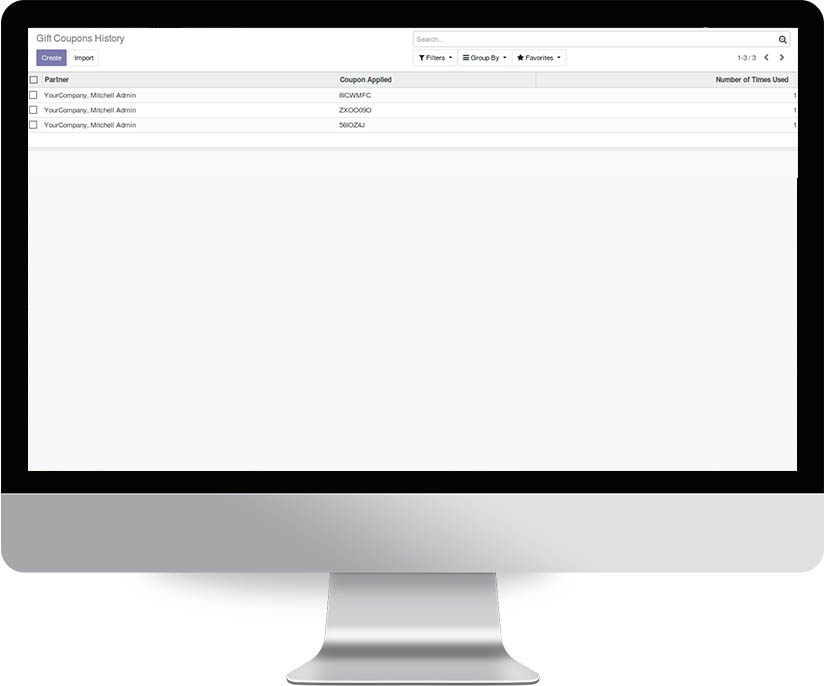 Gift Coupons History
Search...
Create Import
Filters Group By Favorites 1-3 / 3
Partner Coupon Applied Number of Times Used
YourCompany, Mitchell Admin 8ICWMFC 1
YourCompany, Mitchell Admin ZXOO09O 1
YourCompany, Mitchell Admin 56IOZ4J 1